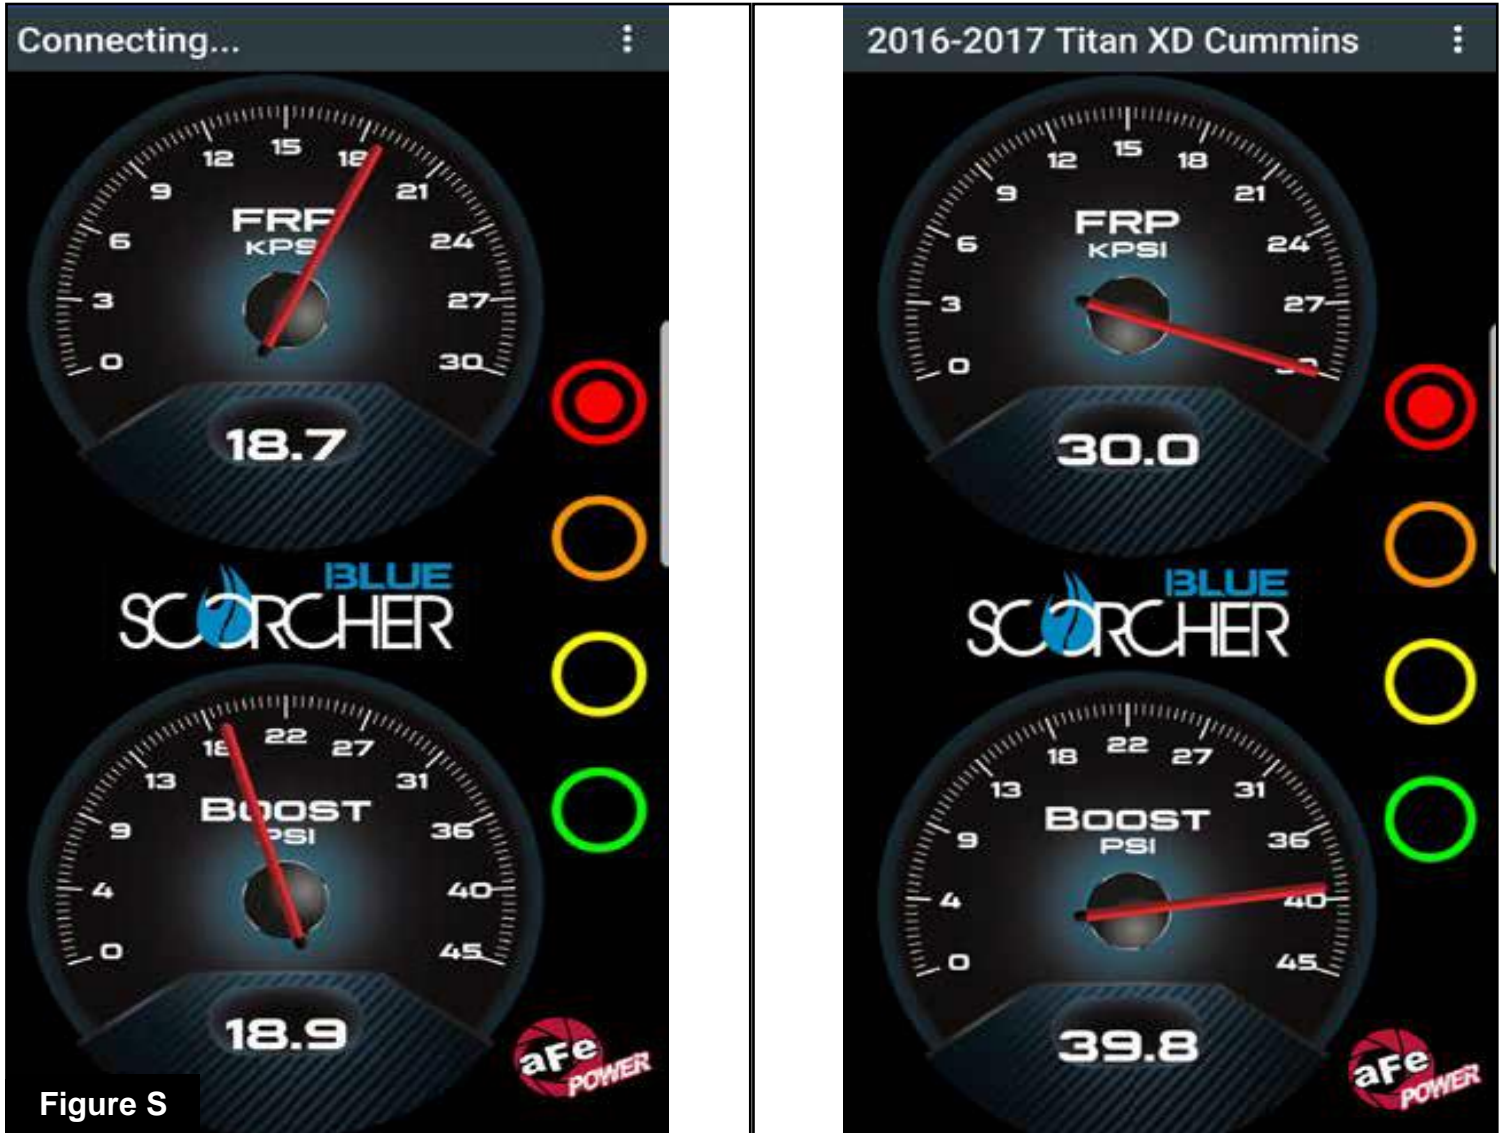 Connecting...
12 15 18
9 21
FRP
6 KPSI 24
3 27
0 30
18.7
BLUE
SCORCHER
18 22 27
13 31
BOOST
9 PSI 36
4 40
0 45
18.9
aFe
POWER
Figure S
2016-2017 Titan XD Cummins
12 15 18
9 21
FRP
6 KPSI 24
3 27
0 30
30.0
BLUE
SCORCHER
18 22 27
13 31
BOOST
9 PSI 36
4 40
0 45
39.8
aFe
POWER